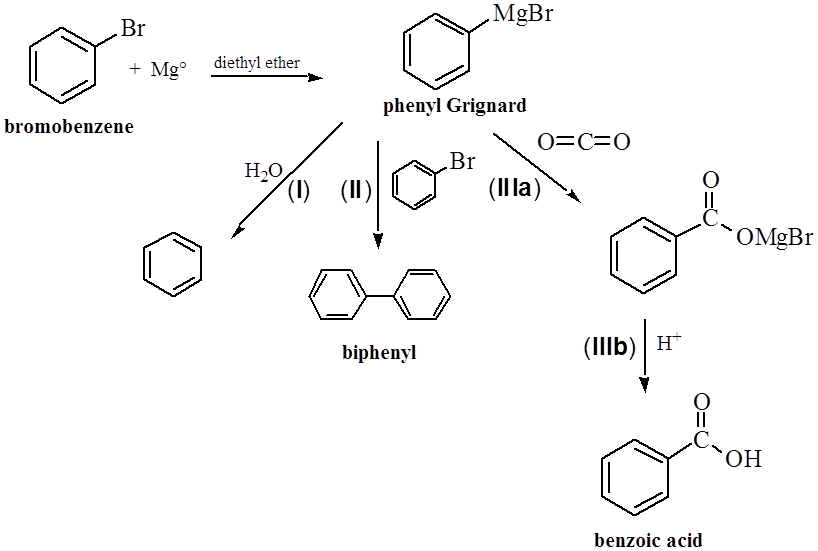 Br
+ Mg°
diethyl ether
bromobenzene
MgBr
phenyl Grignard
H₂O
(I)
(II)
Br
(IIIa)
O=C=O
biphenyl
O
C
OMgBr
(IIIb)
H⁺
O
C
OH
benzoic acid